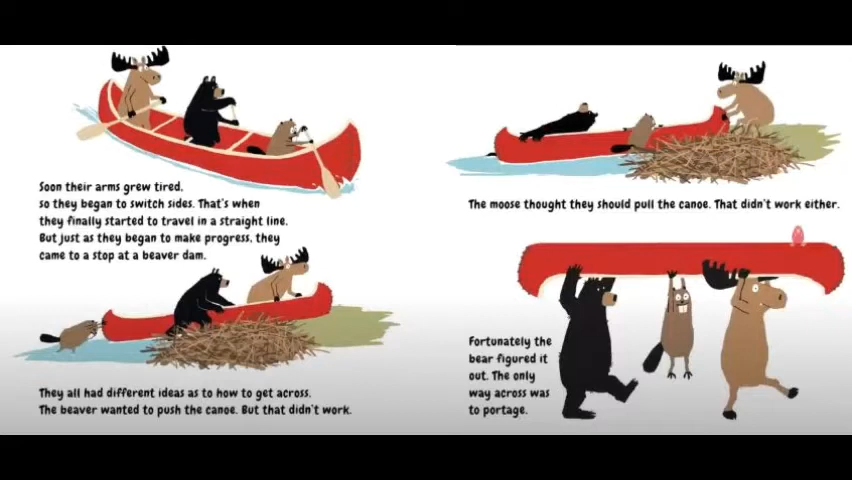 Soon their arms grew tired,
so they began to switch sides. That's when
they finally started to travel in a straight line.
But just as they began to make progress, they
came to a stop at a beaver dam.
They all had different ideas as to how to get across.
The beaver wanted to push the canoe. But that didn't work.
The moose thought they should pull the canoe. That didn't work either.
Fortunately the
bear figured it
out. The only
way across was
to portage.